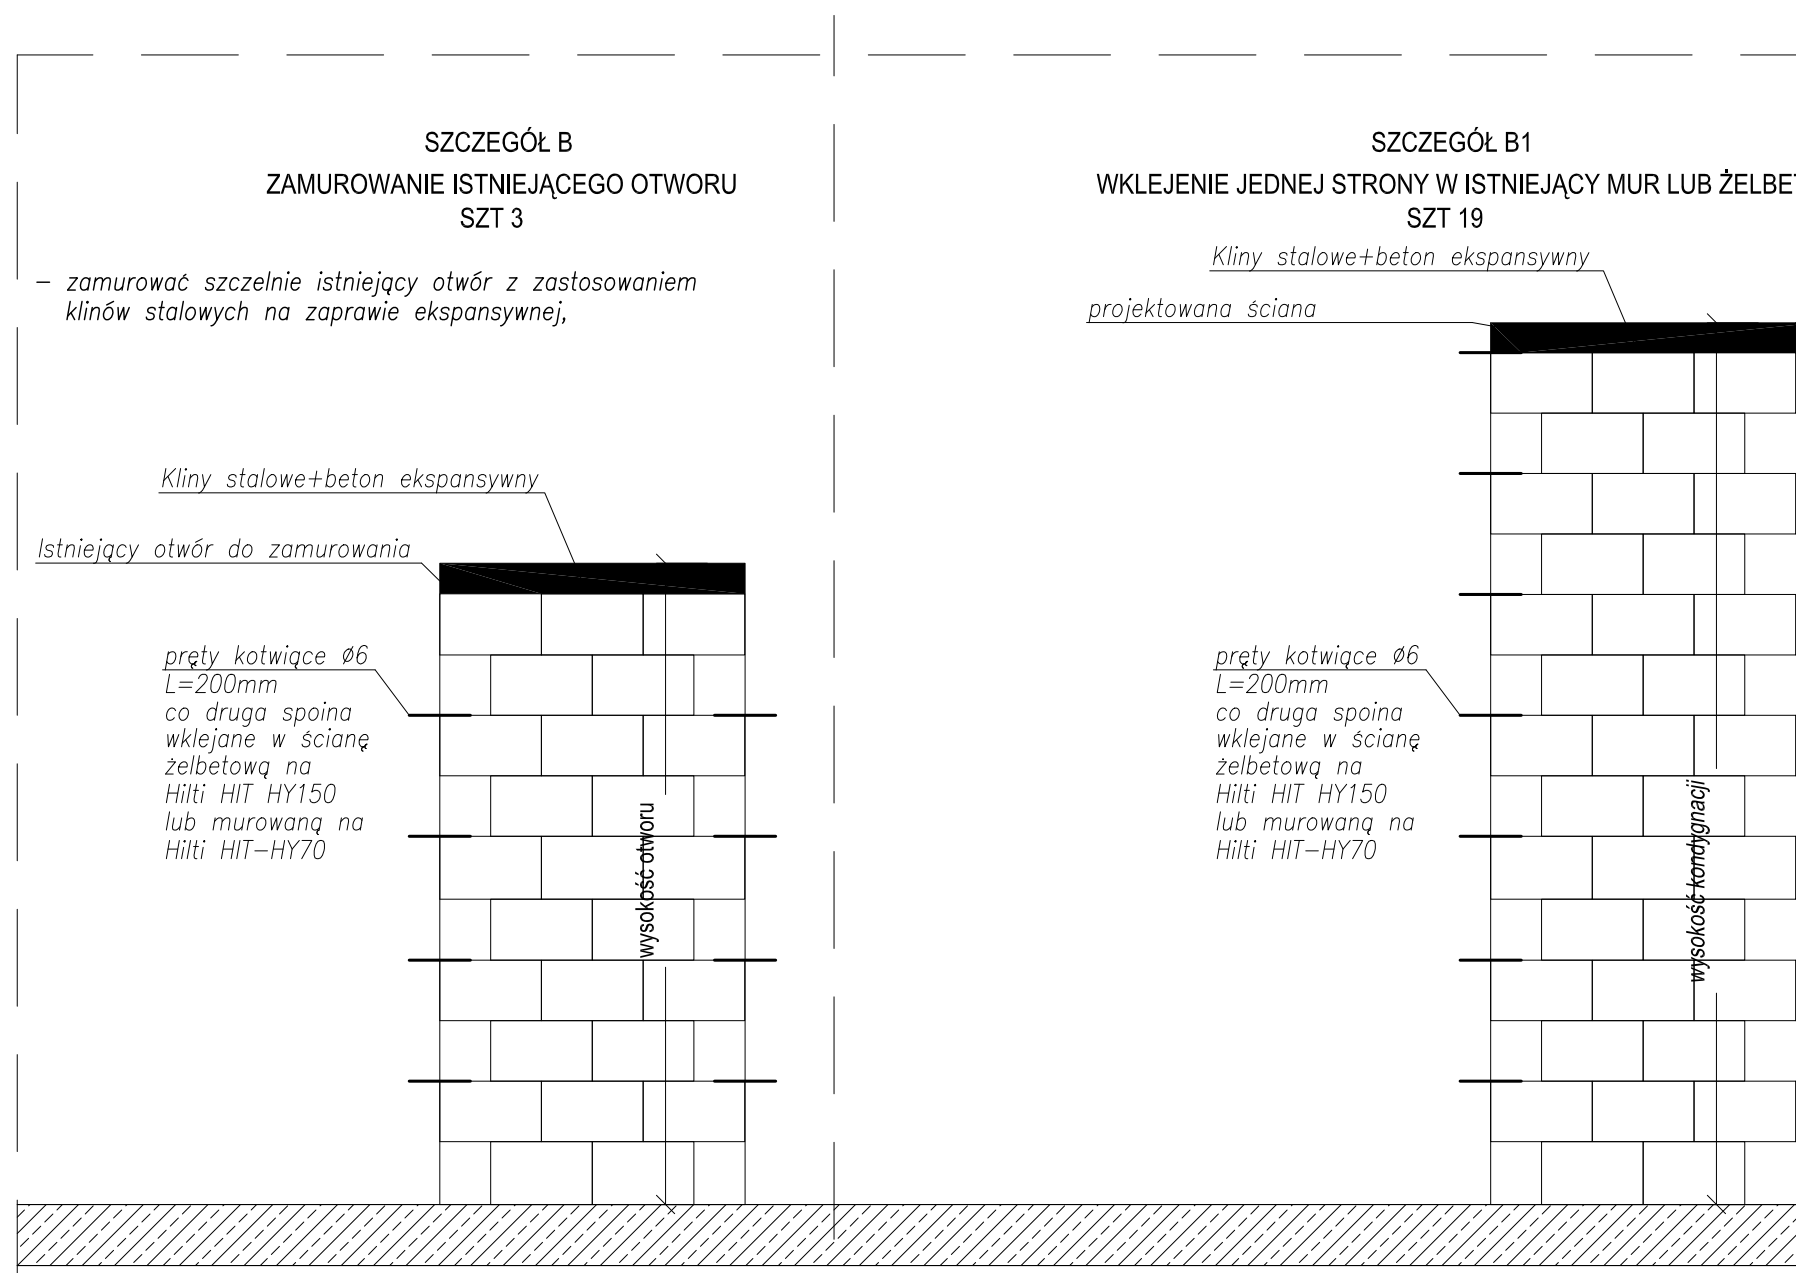 SZCZEGÓŁ B
ZAMUROWANIE ISTNIEJĄCEGO OTWORU
SZT 3
– zamurować szczelnie istniejący otwór z zastosowaniem
klinów stalowych na zaprawie ekspansywnej,
Kliny stalowe+beton ekspansywny
Istniejący otwór do zamurowania
pręty kotwiące Ø6
L=200mm
co druga spoina
wklejane w ścianę
żelbetową na
Hilti HIT HY150
lub murowaną na
Hilti HIT-HY70
wysokość otworu
SZCZEGÓŁ B1
WKLEJENIE JEDNEJ STRONY W ISTNIEJĄCY MUR LUB ŻELBET
SZT 19
Kliny stalowe+beton ekspansywny
projektowana ściana
pręty kotwiące Ø6
L=200mm
co druga spoina
wklejane w ścianę
żelbetową na
Hilti HIT HY150
lub murowaną na
Hilti HIT-HY70
wysokość kondygnacji